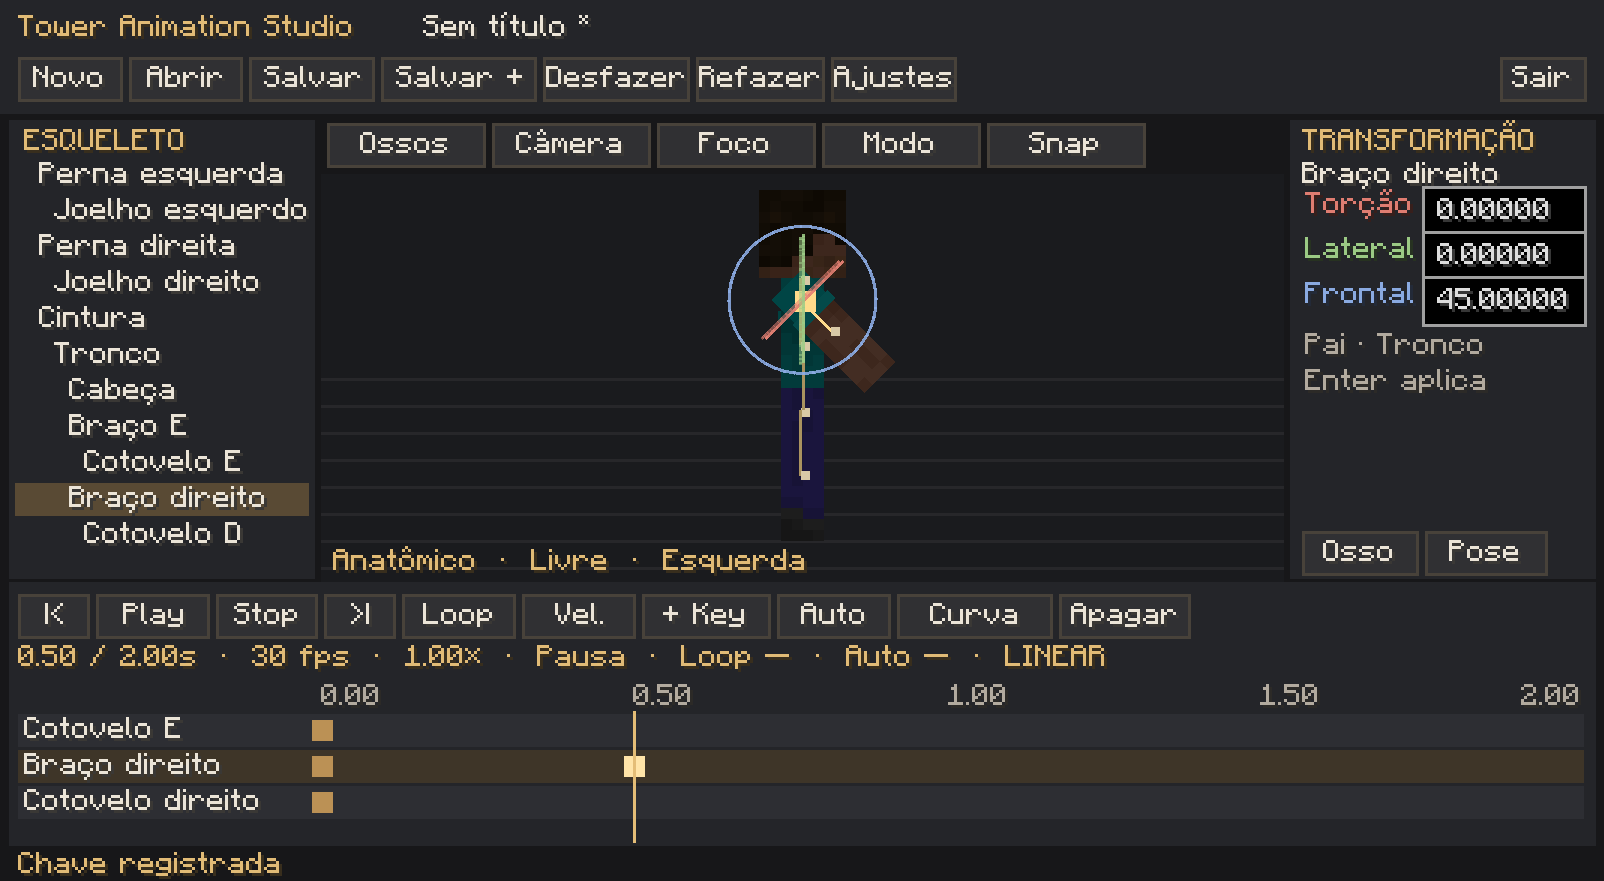 Tower Animation Studio Sem título *
Novo Abrir Salvar Salvar + Desfazer Refazer Ajustes Sair
ESQUELETO
Perna esquerda
Joelho esquerdo
Perna direita
Joelho direito
Cintura
Tronco
Cabeça
Braço E
Cotovelo E
Braço direito
Cotovelo D
Ossos Câmera Foco Modo Snap
Anatômico · Livre · Esquerda
TRANSFORMAÇÃO
Braço direito
Torção 0.00000
Lateral 0.00000
Frontal 45.00000
Pai · Tronco
Enter aplica
Osso Pose
K Play Stop >I Loop Vel. + Key Auto Curva Apagar
0.50 / 2.00s · 30 fps · 1.00× · Pausa · Loop — · Auto — · LINEAR
0.00 0.50 1.00 1.50 2.00
Cotovelo E
Braço direito
Cotovelo direito
Chave registrada